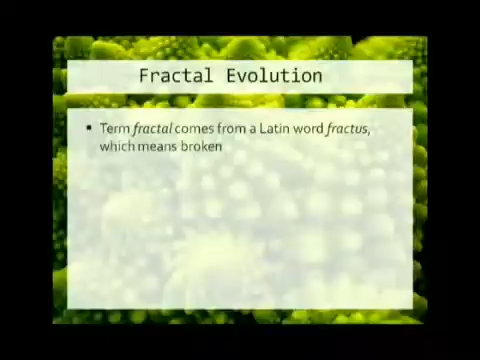 Fractal Evolution
▪ Term fractal comes from a Latin word fractus,
which means broken